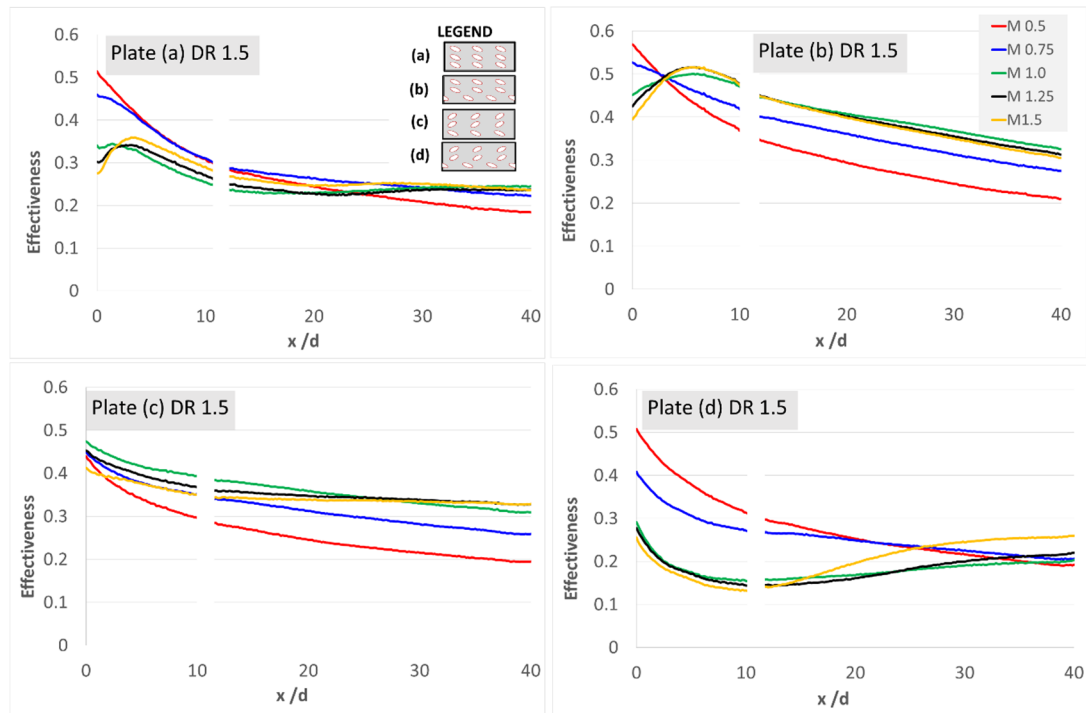 Plate (a) DR 1.5
LEGEND
(a)
(b)
(c)
(d)
Effectiveness
0.6
0.5
0.4
0.3
0.2
0.1
0
0 10 20 30 40
x /d
Plate (b) DR 1.5
M 0.5
M 0.75
M 1.0
M 1.25
M1.5
Effectiveness
0.6
0.5
0.4
0.3
0.2
0.1
0
0 10 20 30 40
x /d
Plate (c) DR 1.5
Effectiveness
0.6
0.5
0.4
0.3
0.2
0.1
0
0 10 20 30 40
x /d
Plate (d) DR 1.5
Effectiveness
0.6
0.5
0.4
0.3
0.2
0.1
0
0 10 20 30 40
x /d